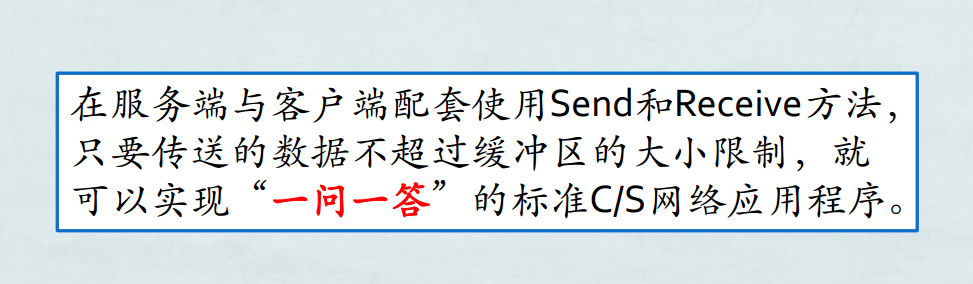 在服务端与客户端配套使用Send和Receive方法，
只要传送的数据不超过缓冲区的大小限制，就
可以实现“一问一答”的标准C/S网络应用程序。